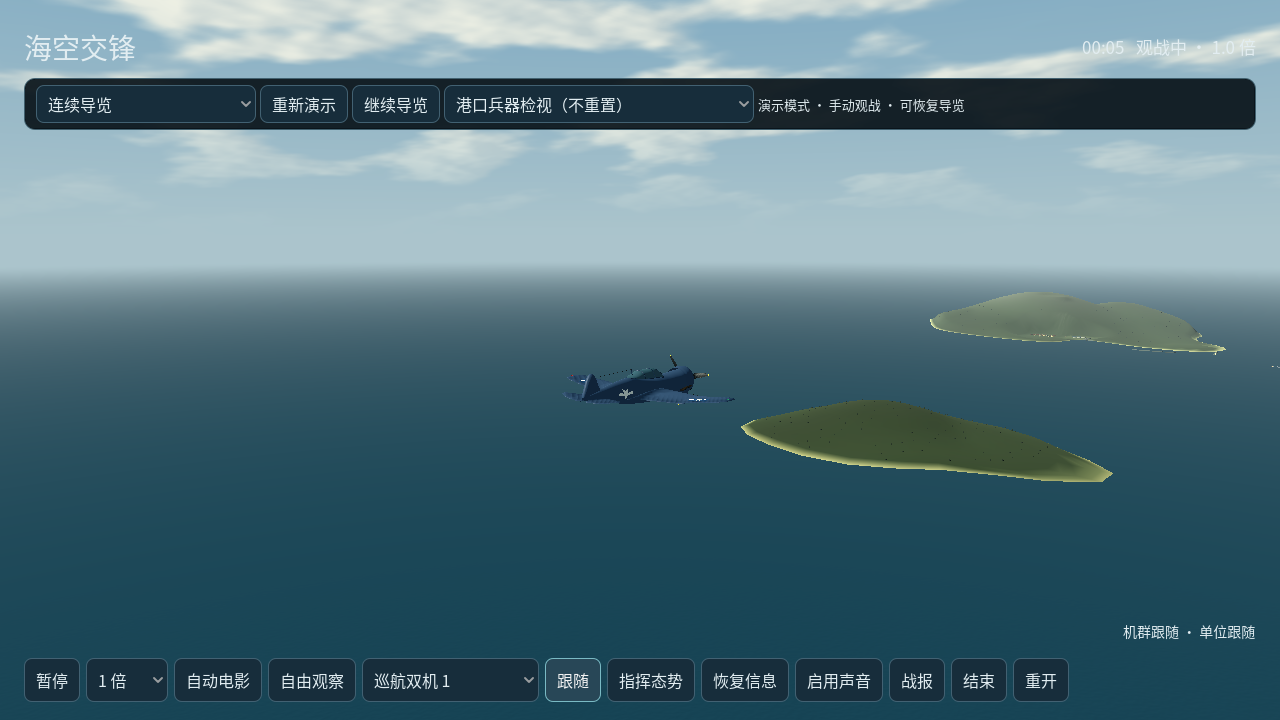 海空交锋
00:05 观战中 · 1.0 倍
连续导览 重新演示 继续导览 港口兵器检视（不重置） 演示模式 · 手动观战 · 可恢复导览
机群跟随 · 单位跟随
暂停 1 倍 自动电影 自由观察 巡航双机 1 跟随 指挥态势 恢复信息 启用声音 战报 结束 重开